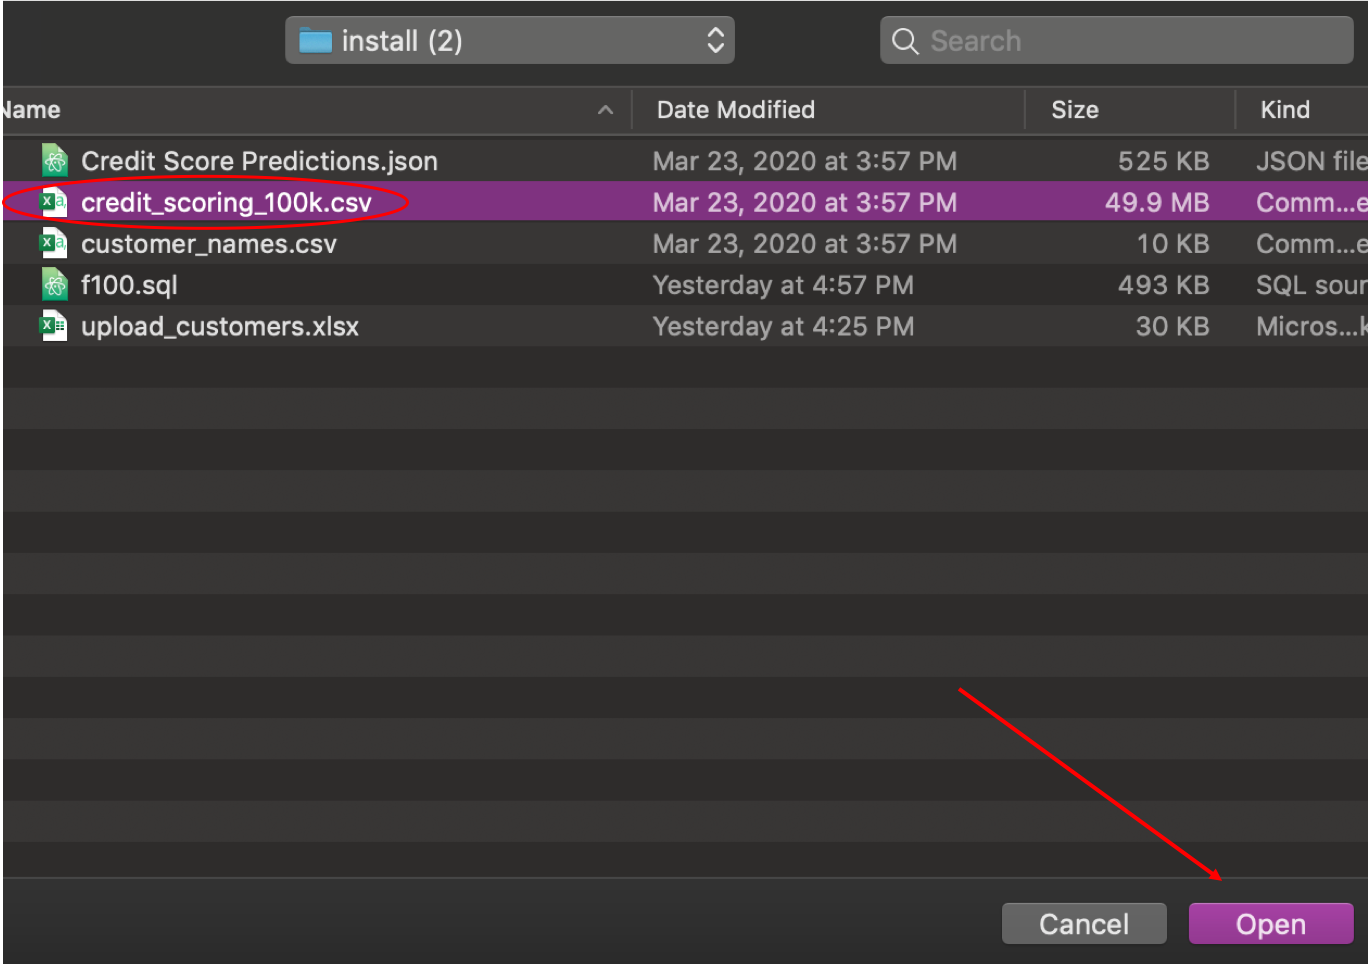 install (2) Search
Name Date Modified Size Kind
Credit Score Predictions.json Mar 23, 2020 at 3:57 PM 525 KB JSON file
credit_scoring_100k.csv Mar 23, 2020 at 3:57 PM 49.9 MB Comm...e
customer_names.csv Mar 23, 2020 at 3:57 PM 10 KB Comm...e
f100.sql Yesterday at 4:57 PM 493 KB SQL sour
upload_customers.xlsx Yesterday at 4:25 PM 30 KB Micros...k
Cancel Open